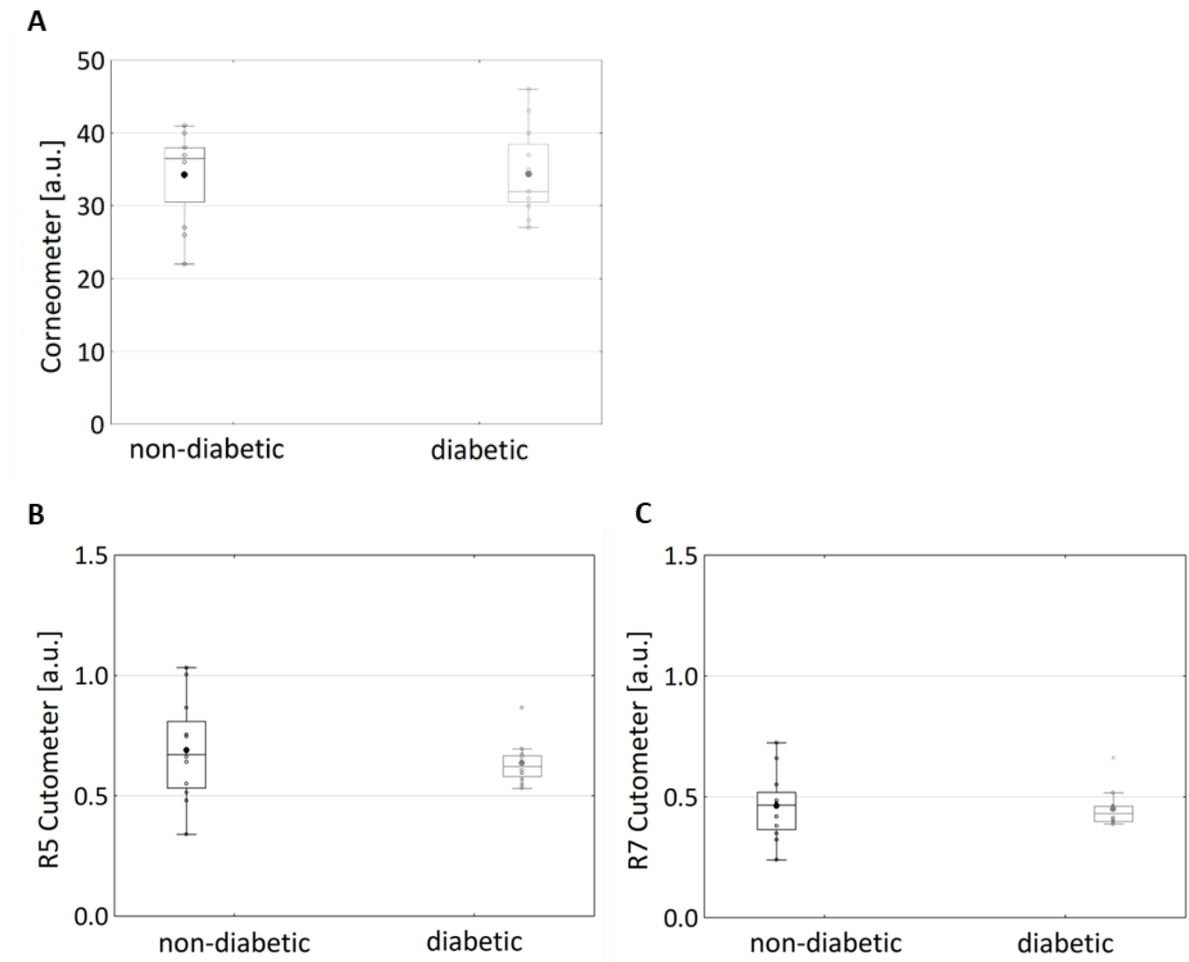 A
Corneometer [a.u.]
50
40
30
20
10
0
non-diabetic diabetic
B
R5 Cutometer [a.u.]
1.5
1.0
0.5
0.0
non-diabetic diabetic
C
R7 Cutometer [a.u.]
1.5
1.0
0.5
0.0
non-diabetic diabetic